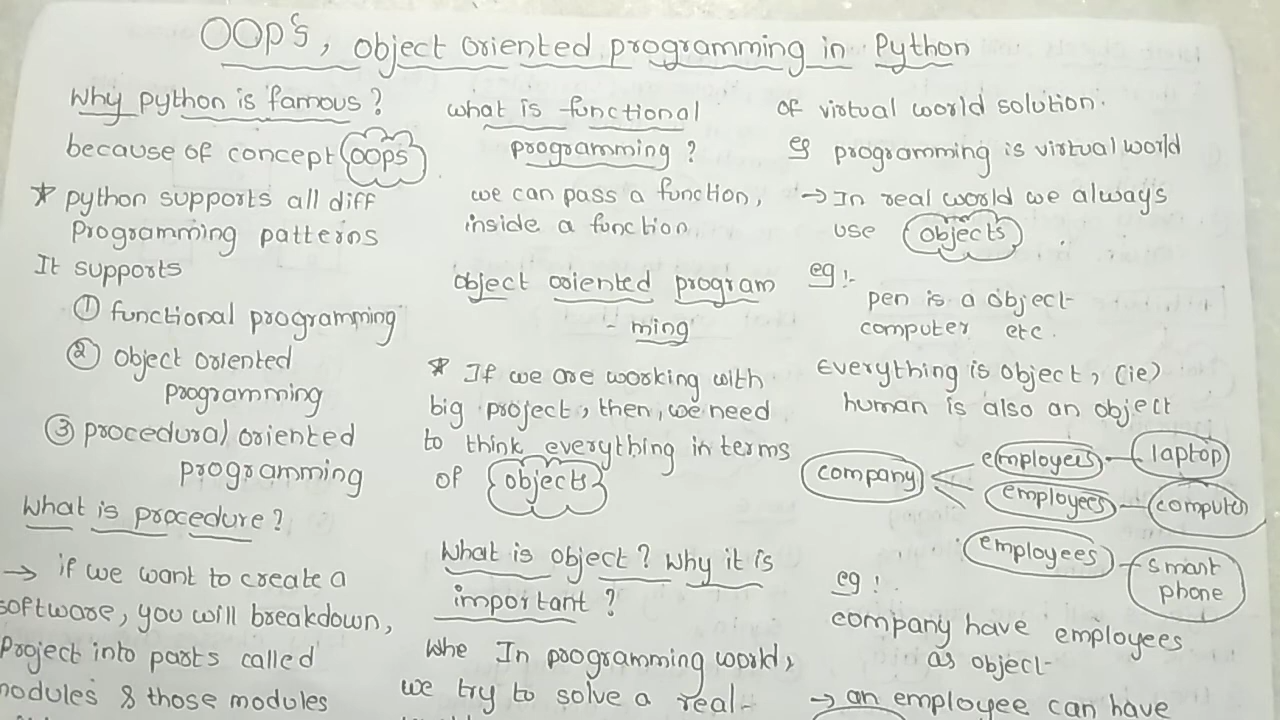 OOP'S, object oriented programming in Python
Why python is famous?
because of concept oops
* python supports all diff
programming patterns
It supports
① functional programming
② object oriented
programming
③ procedural oriented
programming
What is procedure?
→ if we want to create a
software, you will breakdown,
project into parts called
modules & those modules
what is functional
programming?
we can pass a function,
inside a function
object oriented program
- ming
* If we are working with
big project, then, we need
to think everything in terms
of objects
What is object? Why it is
important?
Whe In programming world,
we try to solve a real-
of virtual world solution.
eg programming is virtual world
→ In real world we always
use objects
eg:-
pen is a object
computer etc.
Everything is object, (ie)
human is also an object
company employees laptop
employees computer
employees smart
phone
eg:
company have employees
as object
→ an employee can have